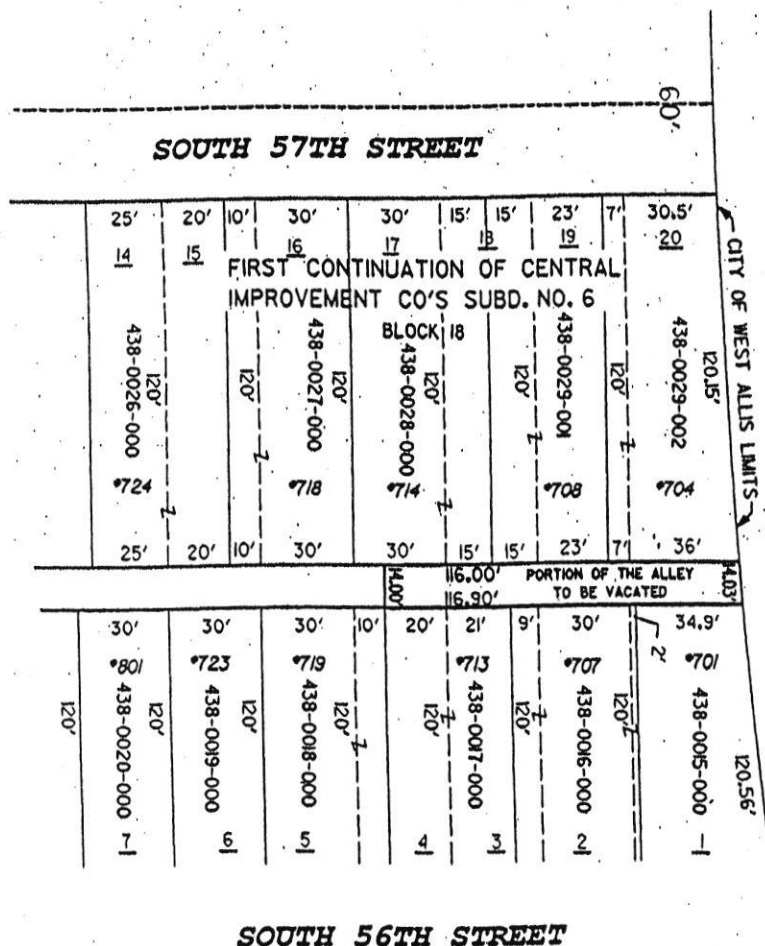 60'
SOUTH 57TH STREET
25' 20' 10' 30' 30' 15' 15' 23' 7' 30.5'
14 15 16 17 18 19 20
FIRST CONTINUATION OF CENTRAL
IMPROVEMENT CO'S SUBD. NO. 6
BLOCK 18
CITY OF WEST ALLIS LIMITS
438-0026-000 120' 120' 438-0027-000 120' 438-0028-000 120' 120' 438-0029-001 120' 438-0029-002 120.15'
*724 *718 *714 *708 *704
Z Z Z Z Z
25' 20' 10' 30' 30' 15' 15' 23' 7' 36'
14.00' 116.00' PORTION OF THE ALLEY 14.03'
116.90' TO BE VACATED
30' 30' 30' 10' 20' 21' 9' 30' 2' 34.9'
*801 *723 *719 *713 *707 *701
120' 438-0020-000 120' 438-0019-000 120' 438-0018-000 120' 120' 438-0017-000 120' 438-0016-000 120' 438-0015-000 120.56'
Z Z Z Z
7 6 5 4 3 2 1
SOUTH 56TH STREET